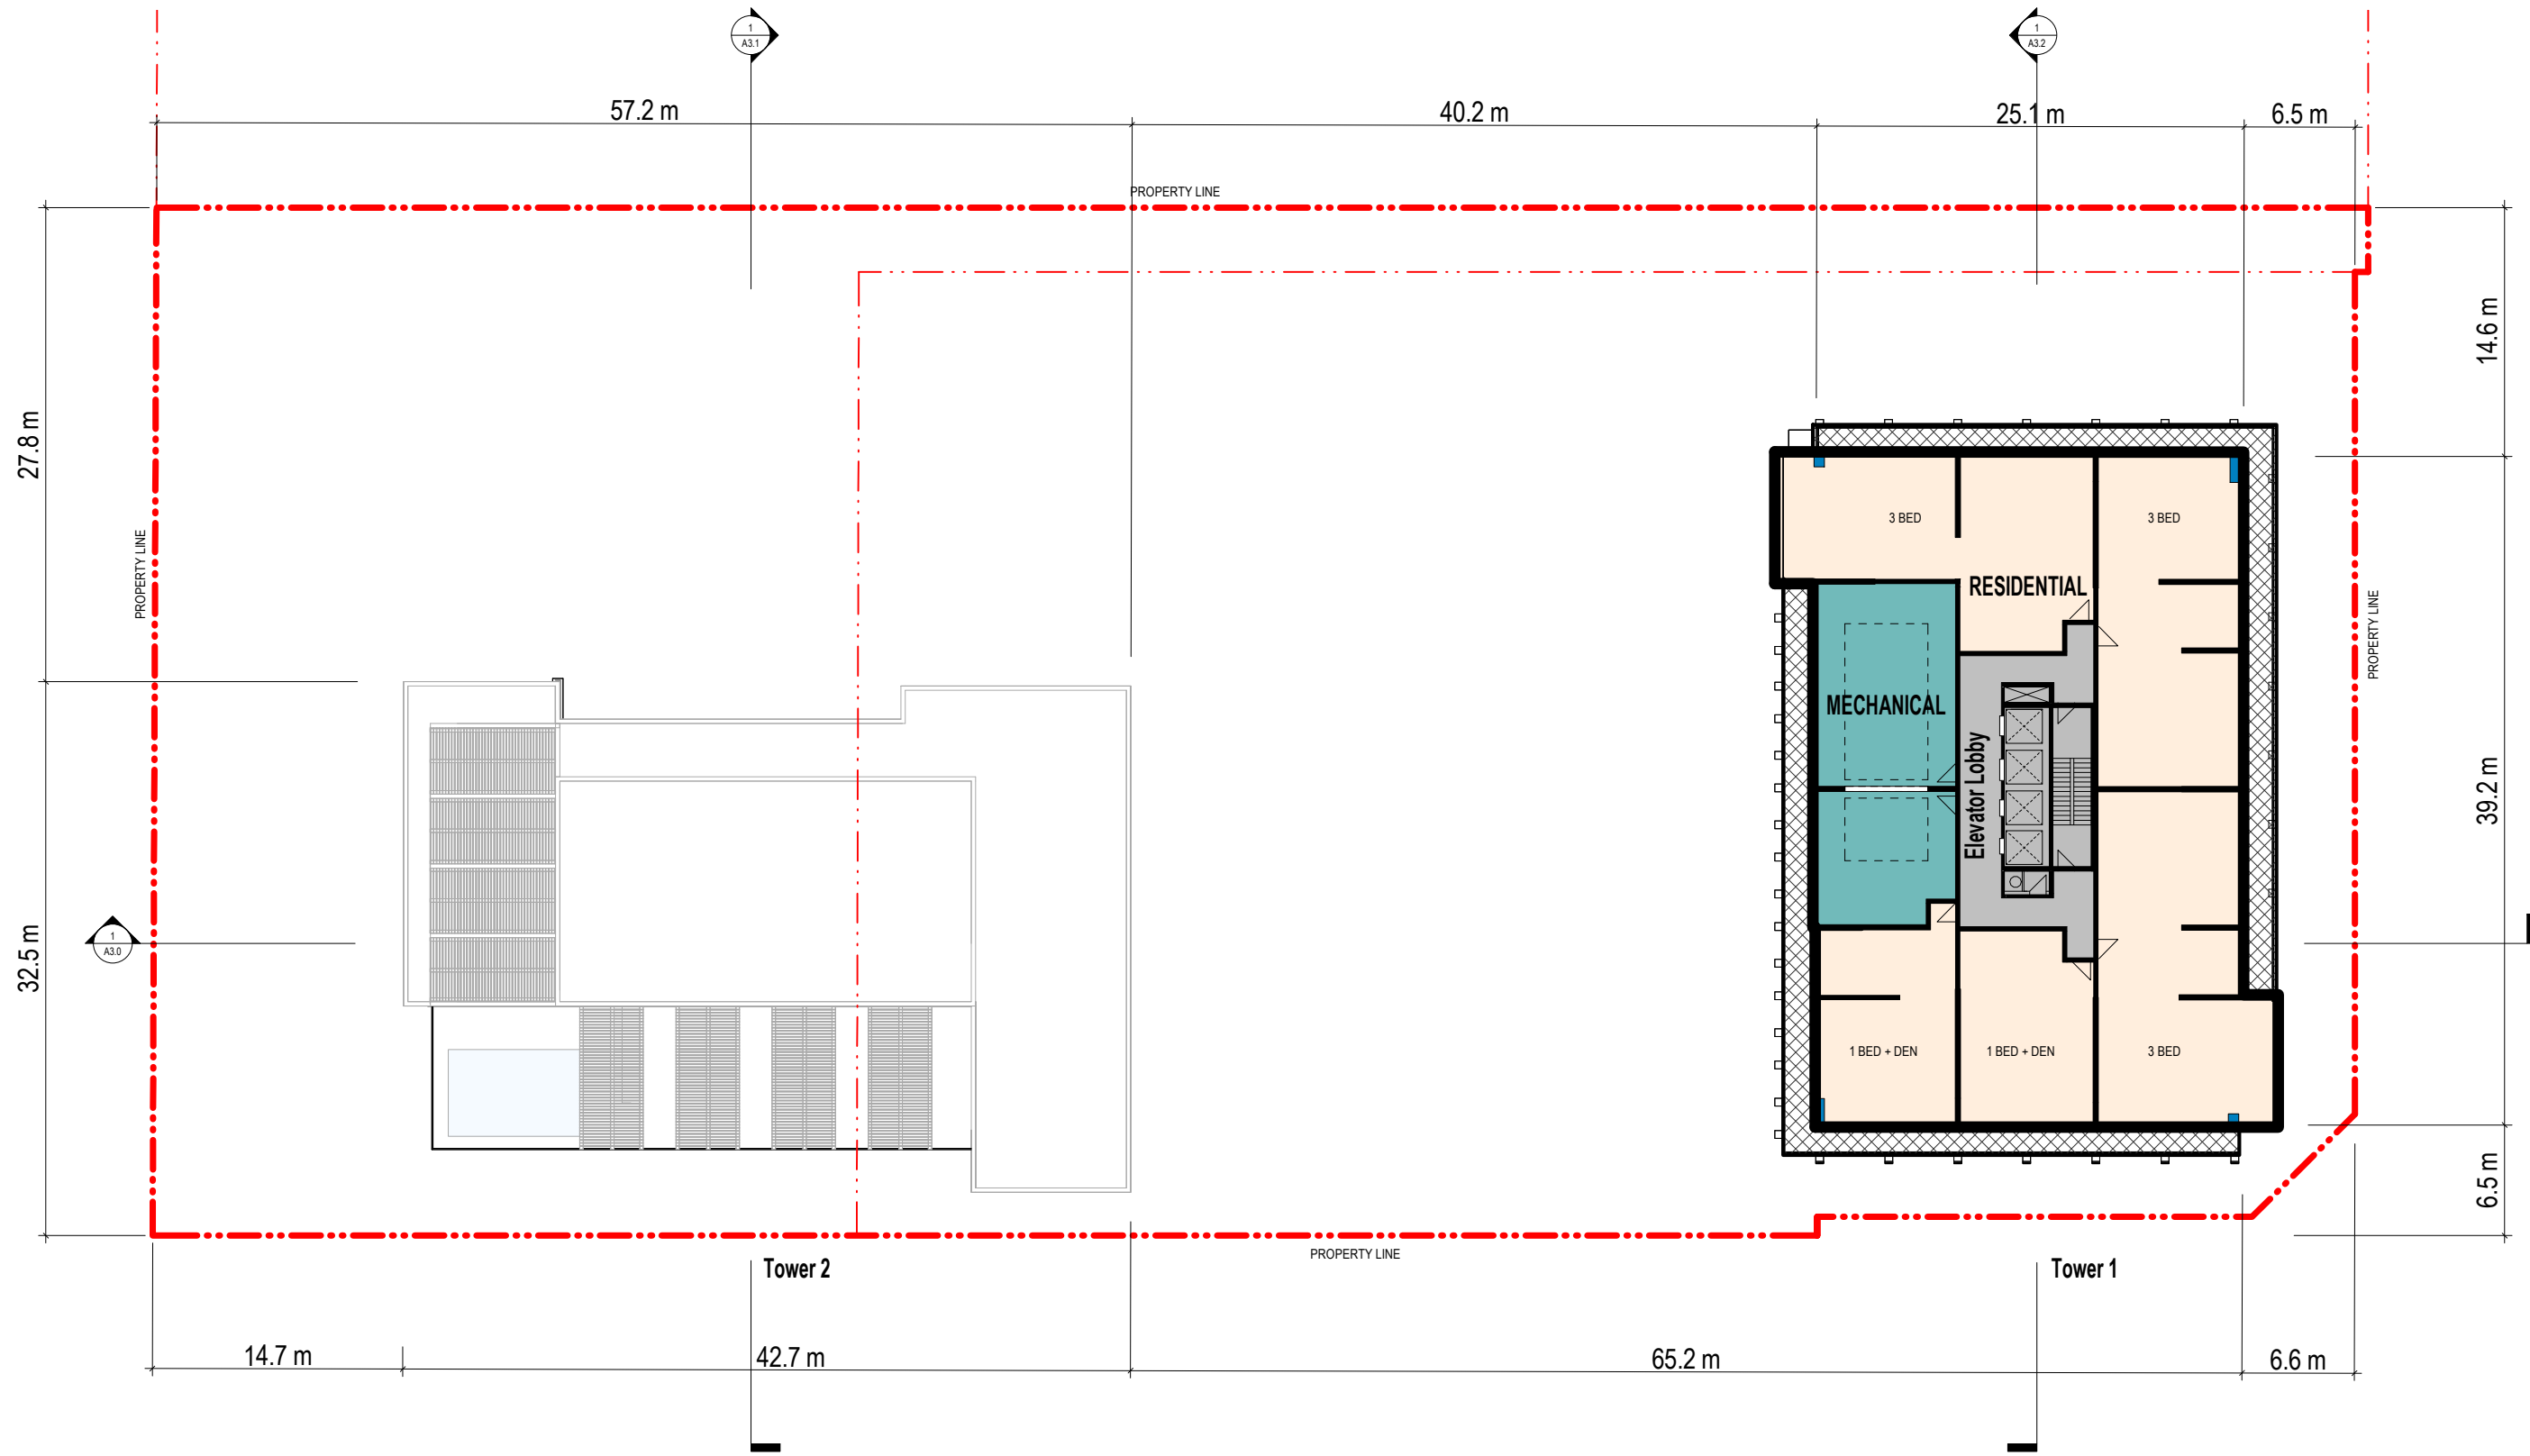 1
A3.1
1
A3.2
57.2 m
40.2 m
25.1 m
6.5 m
PROPERTY LINE
14.6 m
27.8 m
3 BED
3 BED
PROPERTY LINE
RESIDENTIAL
PROPERTY LINE
MECHANICAL
Elevator Lobby
39.2 m
1
A3.0
32.5 m
1 BED + DEN
1 BED + DEN
3 BED
6.5 m
PROPERTY LINE
Tower 2
Tower 1
14.7 m
42.7 m
65.2 m
6.6 m